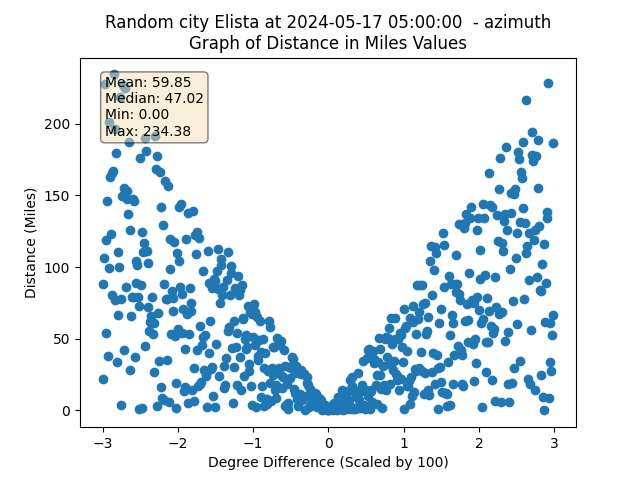 Random city Elista at 2024-05-17 05:00:00 - azimuth
Graph of Distance in Miles Values
Mean: 59.85
Median: 47.02
Min: 0.00
Max: 234.38
Distance (Miles)
200
150
100
50
0
−3 −2 −1 0 1 2 3
Degree Difference (Scaled by 100)